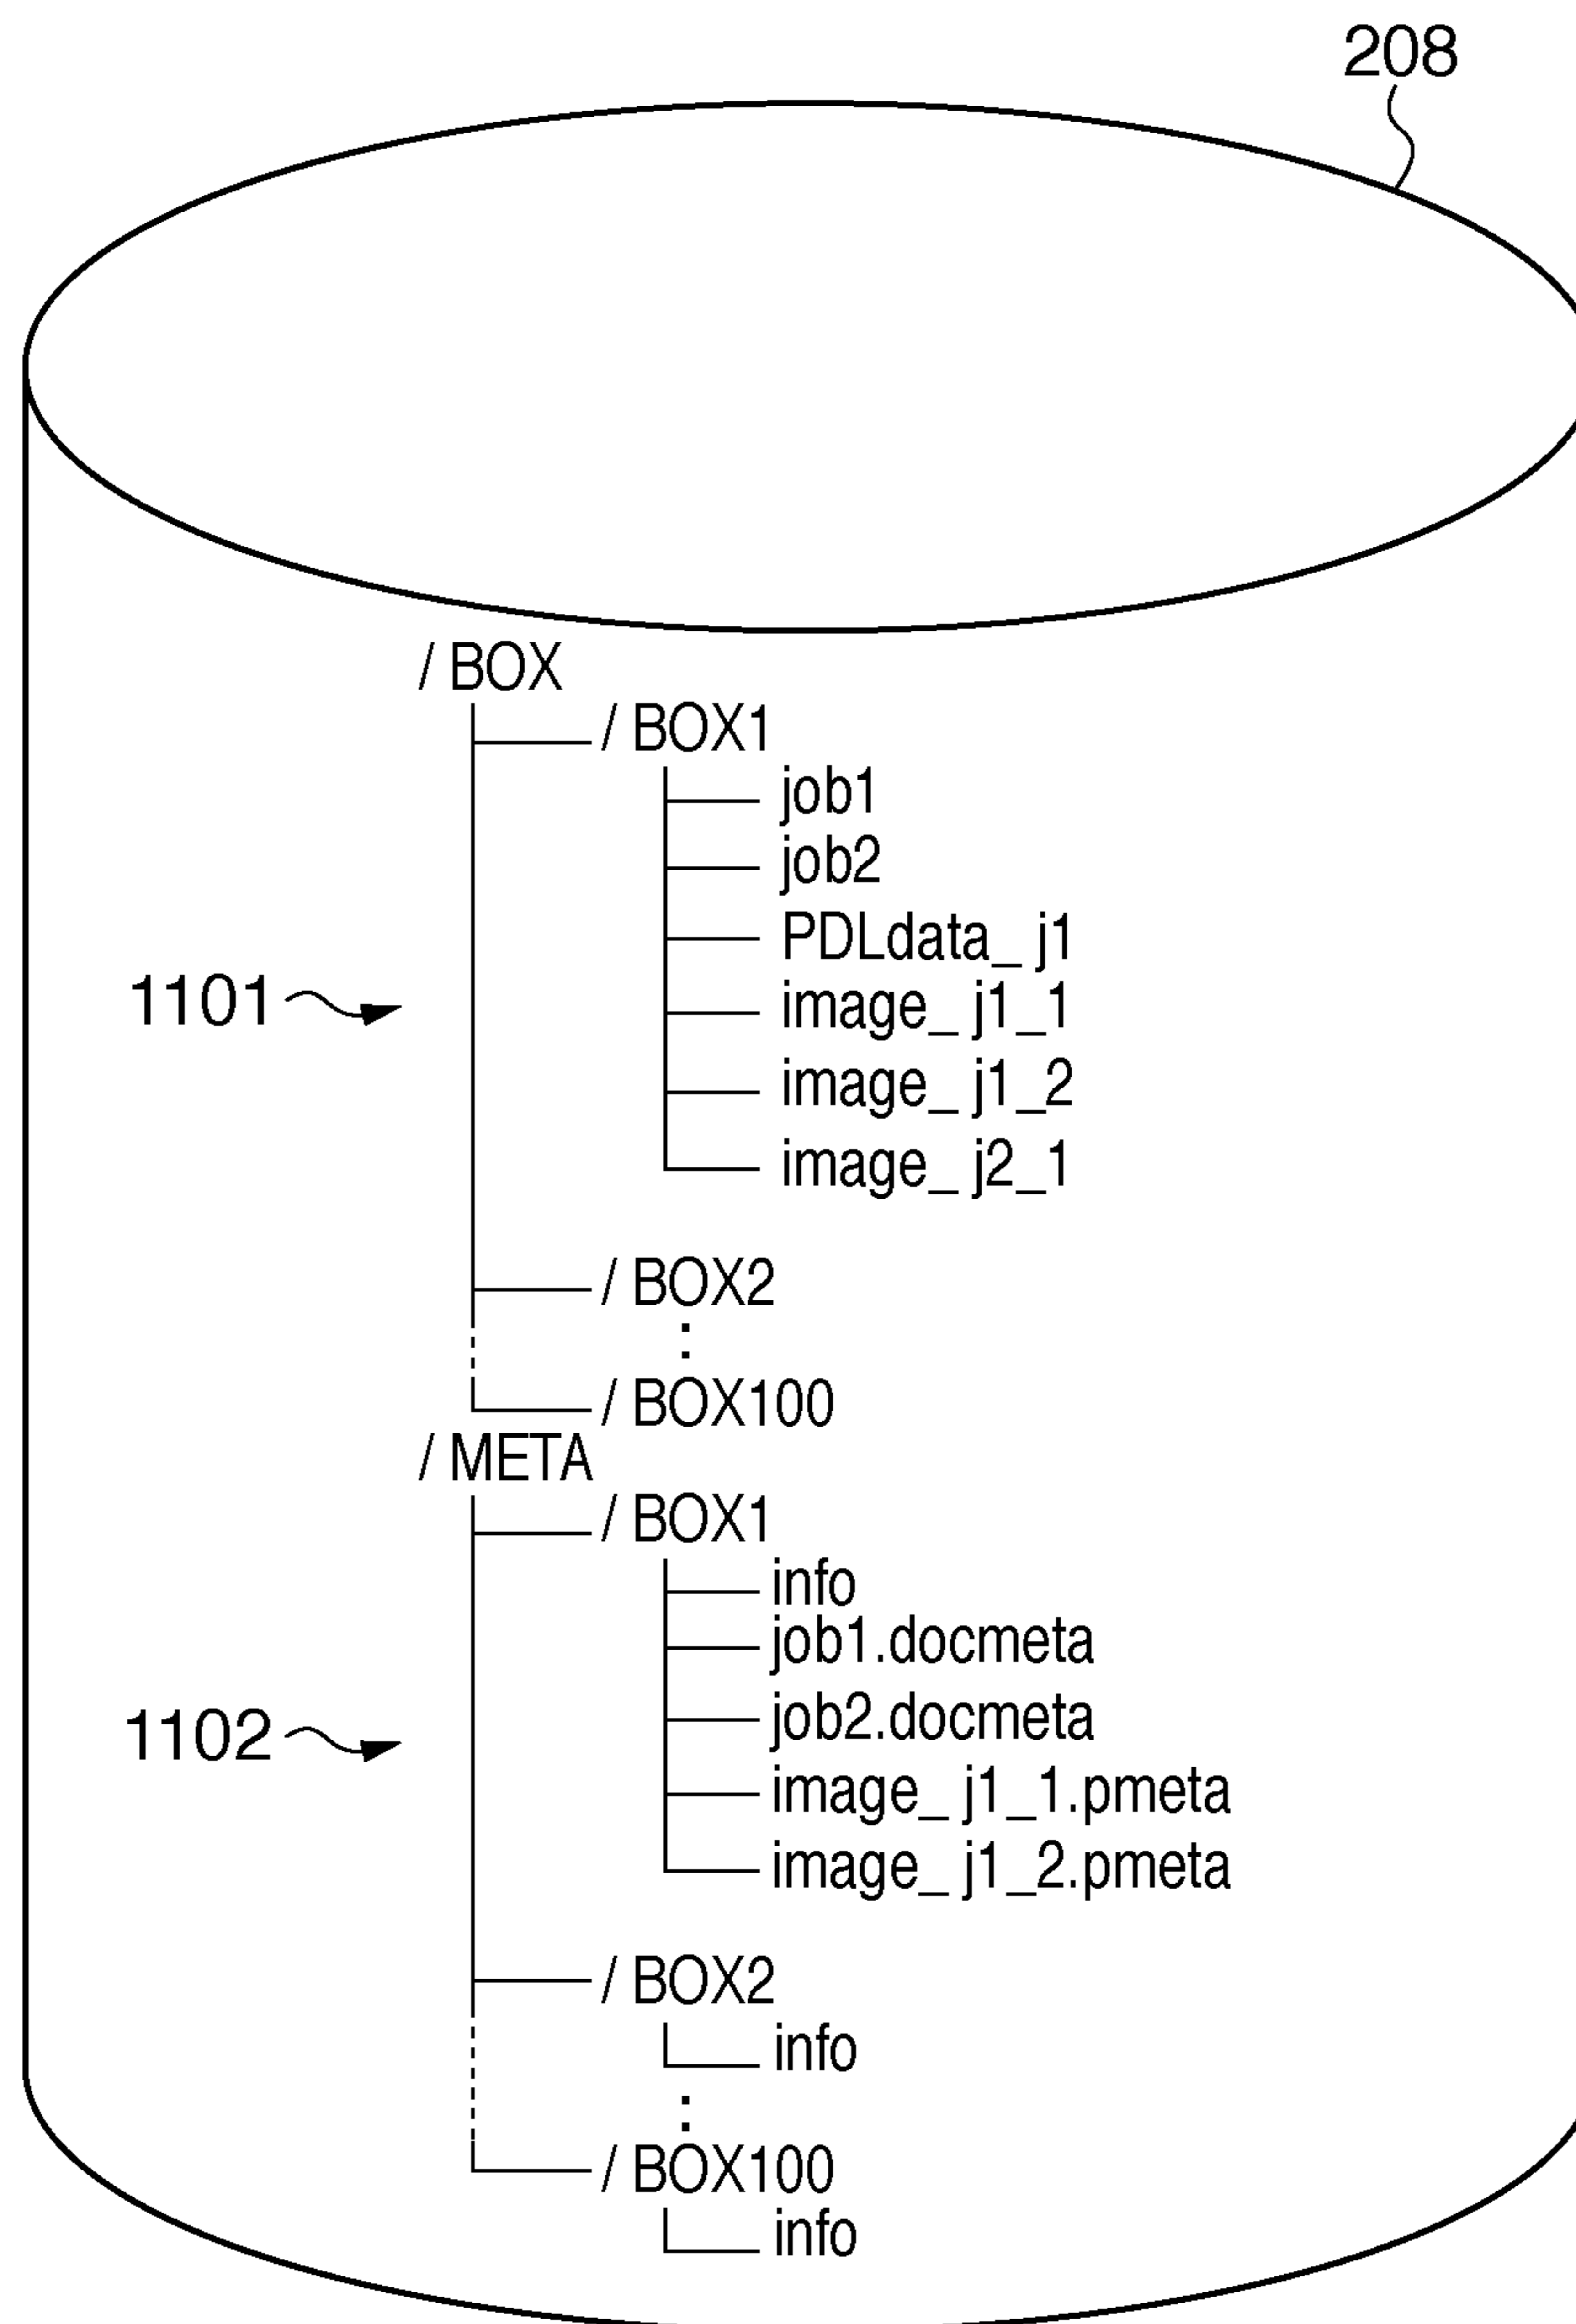 208
/ BOX
/ BOX1
job1
job2
PDLdata_ j1
1101
image_ j1_1
image_ j1_2
image_ j2_1
/ BOX2
:
/ BOX100
/ META
/ BOX1
info
job1.docmeta
1102
job2.docmeta
image_ j1_1.pmeta
image_ j1_2.pmeta
/ BOX2
info
:
/ BOX100
info